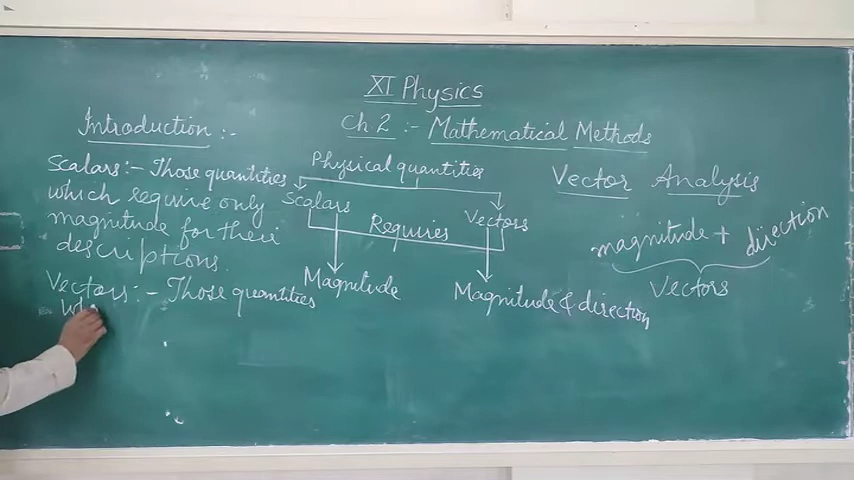 XI Physics
Ch 2 :- Mathematical Methods
Introduction :-
Scalars :- Those quantities
which require only
magnitude for their
descriptions.
Vectors :- Those quantities
Physical quantities
Scalars
Vectors
Requires
Magnitude
Magnitude & direction
Vector Analysis
magnitude + direction
Vectors